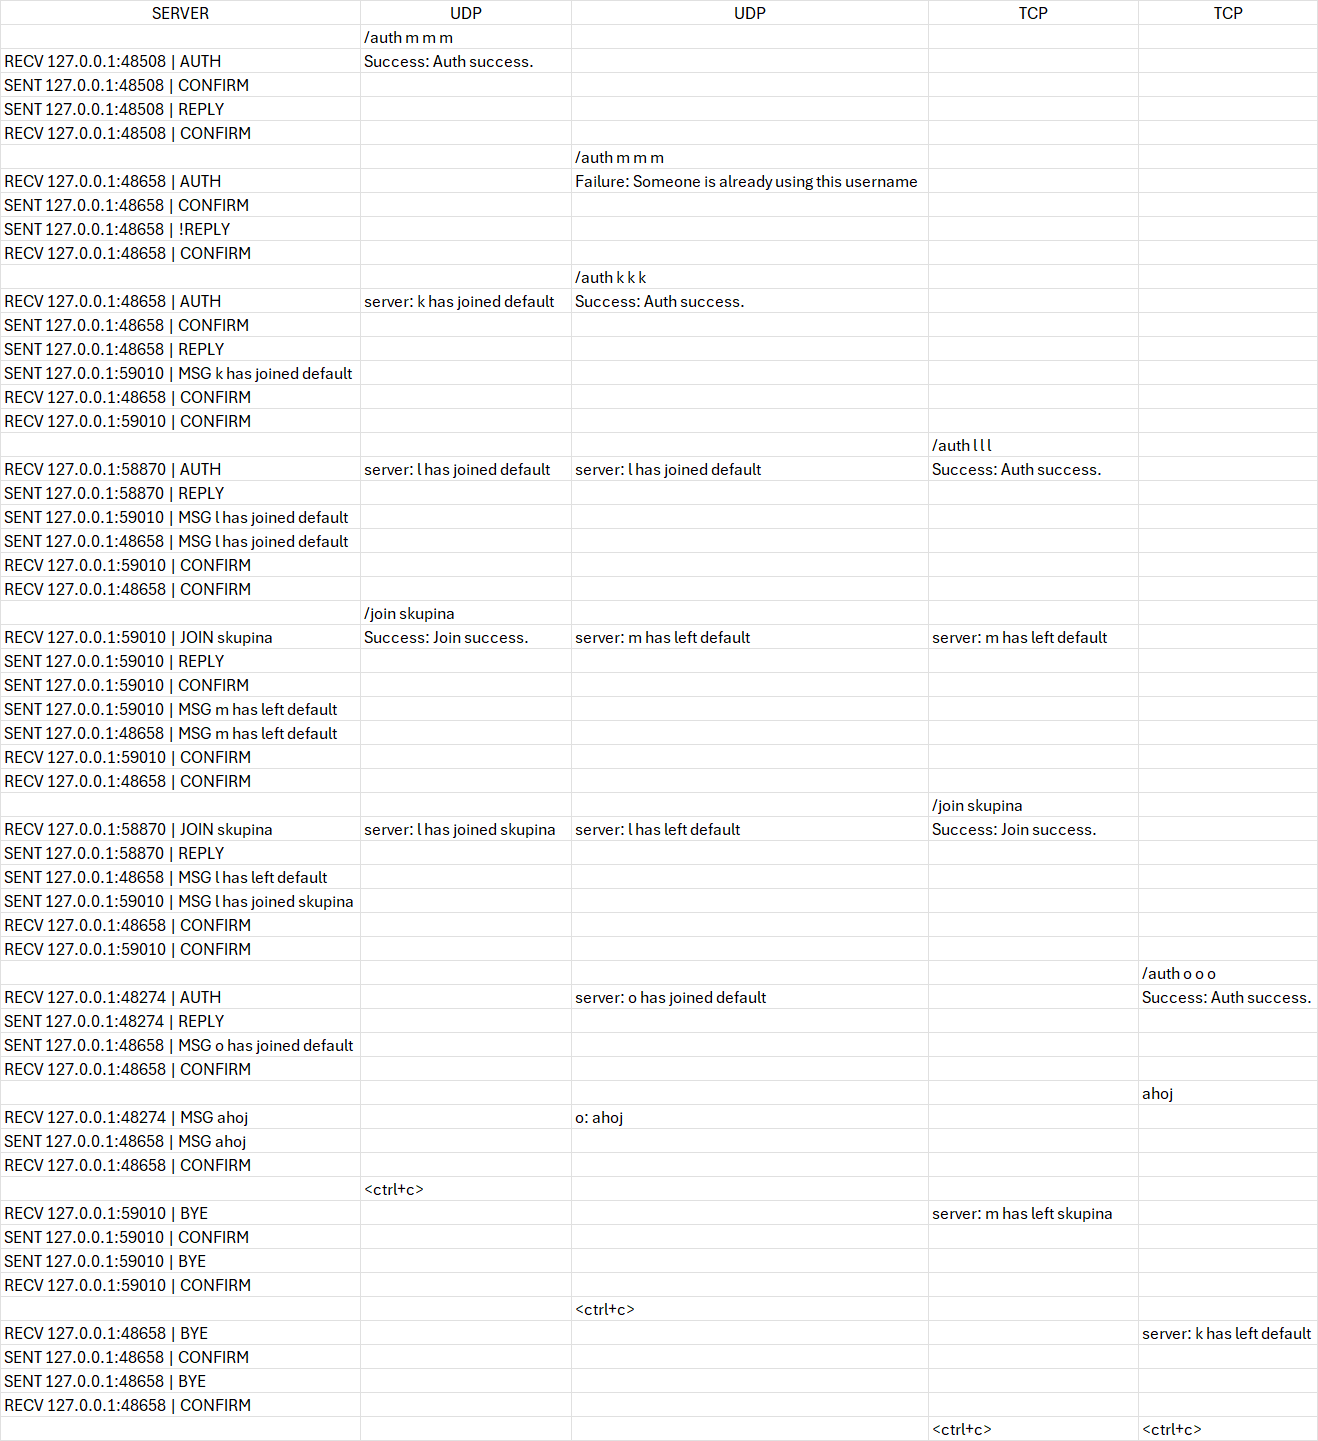 SERVER UDP UDP TCP TCP
/auth m m m
RECV 127.0.0.1:48508 | AUTH Success: Auth success.
SENT 127.0.0.1:48508 | CONFIRM
SENT 127.0.0.1:48508 | REPLY
RECV 127.0.0.1:48508 | CONFIRM
/auth m m m
RECV 127.0.0.1:48658 | AUTH Failure: Someone is already using this username
SENT 127.0.0.1:48658 | CONFIRM
SENT 127.0.0.1:48658 | !REPLY
RECV 127.0.0.1:48658 | CONFIRM
/auth k k k
RECV 127.0.0.1:48658 | AUTH server: k has joined default Success: Auth success.
SENT 127.0.0.1:48658 | CONFIRM
SENT 127.0.0.1:48658 | REPLY
SENT 127.0.0.1:59010 | MSG k has joined default
RECV 127.0.0.1:48658 | CONFIRM
RECV 127.0.0.1:59010 | CONFIRM
/auth l l l
RECV 127.0.0.1:58870 | AUTH server: l has joined default server: l has joined default Success: Auth success.
SENT 127.0.0.1:58870 | REPLY
SENT 127.0.0.1:59010 | MSG l has joined default
SENT 127.0.0.1:48658 | MSG l has joined default
RECV 127.0.0.1:59010 | CONFIRM
RECV 127.0.0.1:48658 | CONFIRM
/join skupina
RECV 127.0.0.1:59010 | JOIN skupina Success: Join success. server: m has left default server: m has left default
SENT 127.0.0.1:59010 | REPLY
SENT 127.0.0.1:59010 | CONFIRM
SENT 127.0.0.1:59010 | MSG m has left default
SENT 127.0.0.1:48658 | MSG m has left default
RECV 127.0.0.1:59010 | CONFIRM
RECV 127.0.0.1:48658 | CONFIRM
/join skupina
RECV 127.0.0.1:58870 | JOIN skupina server: l has joined skupina server: l has left default Success: Join success.
SENT 127.0.0.1:58870 | REPLY
SENT 127.0.0.1:48658 | MSG l has left default
SENT 127.0.0.1:59010 | MSG l has joined skupina
RECV 127.0.0.1:48658 | CONFIRM
RECV 127.0.0.1:59010 | CONFIRM
/auth o o o
RECV 127.0.0.1:48274 | AUTH server: o has joined default Success: Auth success.
SENT 127.0.0.1:48274 | REPLY
SENT 127.0.0.1:48658 | MSG o has joined default
RECV 127.0.0.1:48658 | CONFIRM
ahoj
RECV 127.0.0.1:48274 | MSG ahoj o: ahoj
SENT 127.0.0.1:48658 | MSG ahoj
RECV 127.0.0.1:48658 | CONFIRM
<ctrl+c>
RECV 127.0.0.1:59010 | BYE server: m has left skupina
SENT 127.0.0.1:59010 | CONFIRM
SENT 127.0.0.1:59010 | BYE
RECV 127.0.0.1:59010 | CONFIRM
<ctrl+c>
RECV 127.0.0.1:48658 | BYE server: k has left default
SENT 127.0.0.1:48658 | CONFIRM
SENT 127.0.0.1:48658 | BYE
RECV 127.0.0.1:48658 | CONFIRM
<ctrl+c> <ctrl+c>